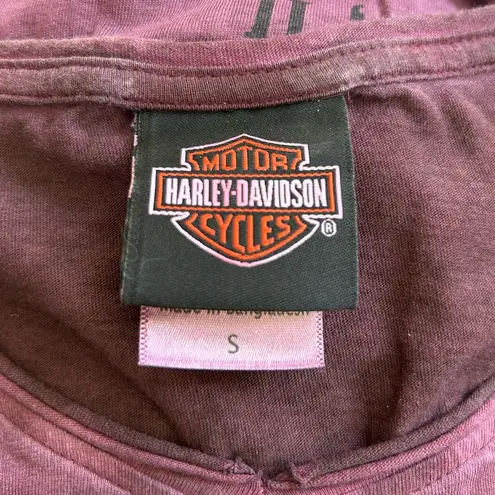 MOTOR
HARLEY-DAVIDSON
CYCLES
®
Made in Bangladesh
S